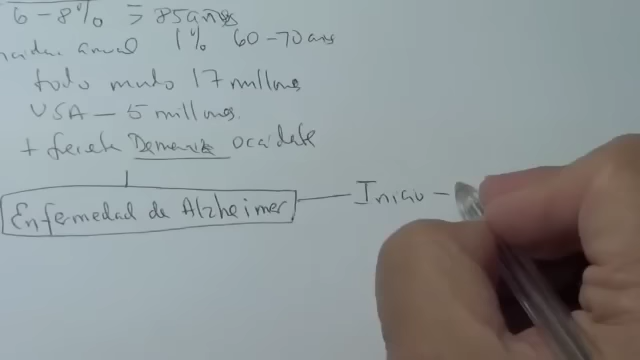 6-8% ≥ 85 años
anual 1% 60-70 años
todo mundo 17 millones
USA - 5 millones.
+ frecuente Demencia occidente
Enfermedad de Alzheimer — Inicio -